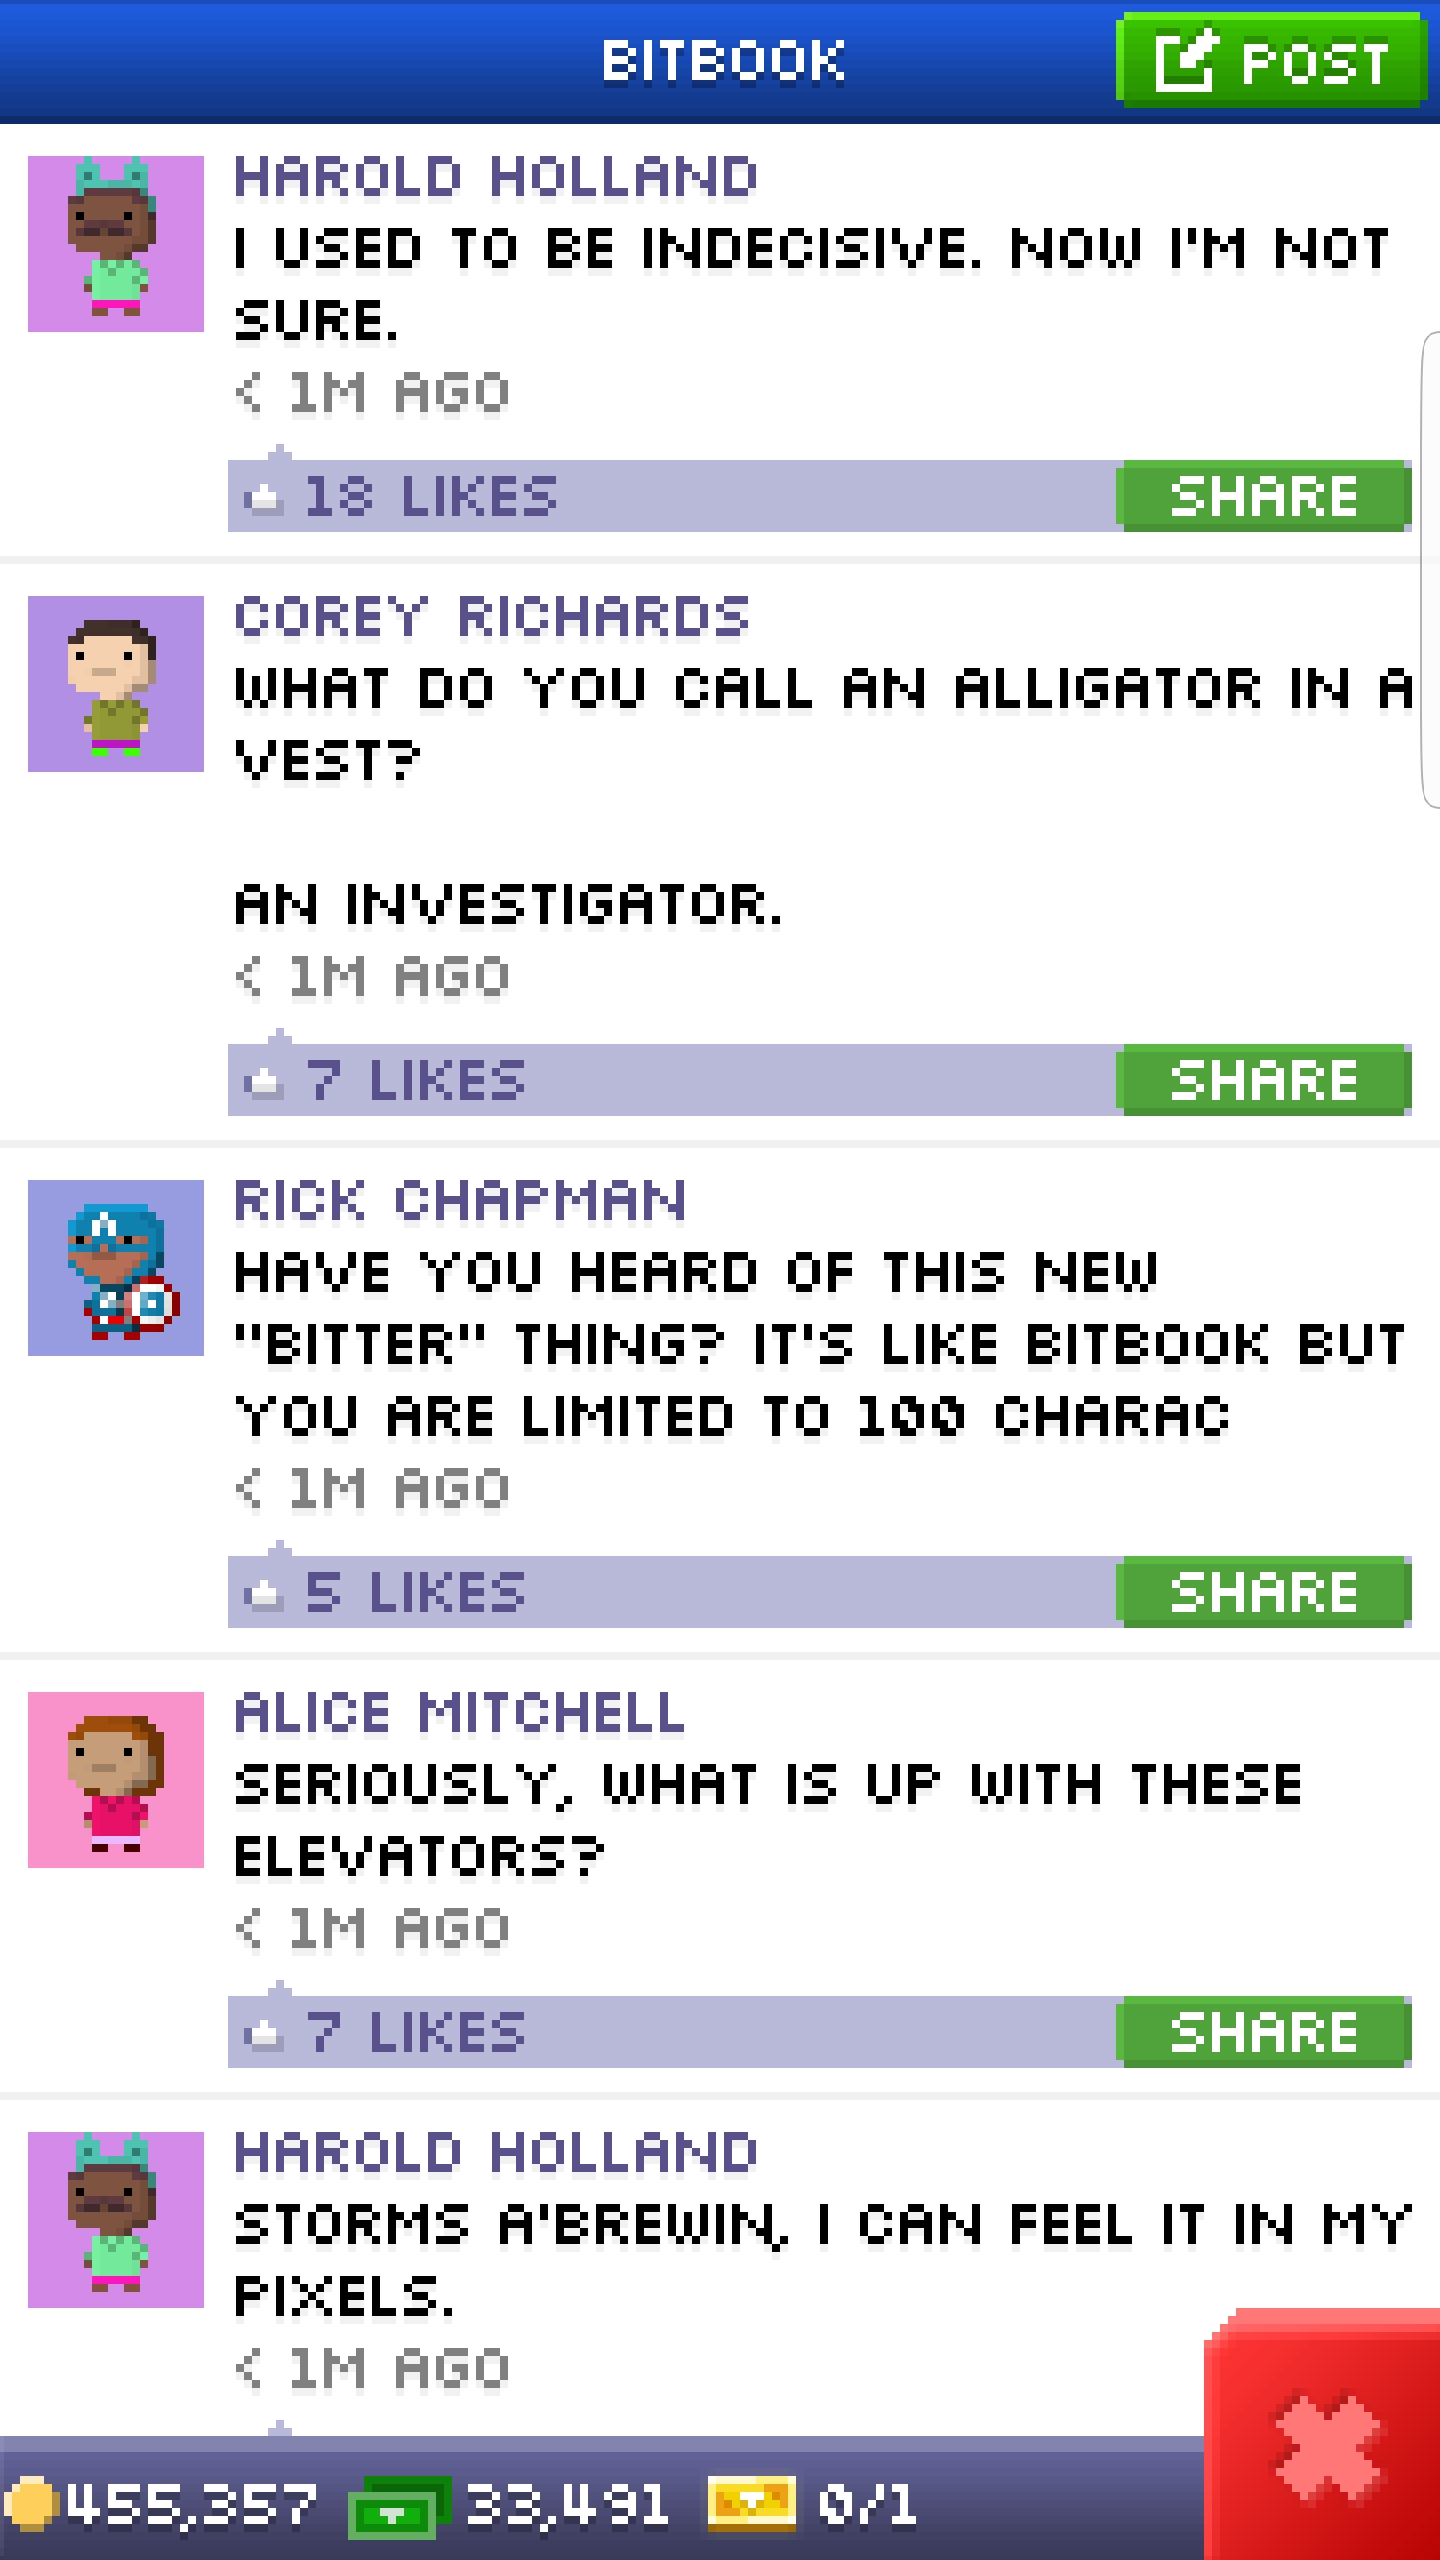 BITBOOK
POST
HAROLD HOLLAND
I USED TO BE INDECISIVE. NOW I'M NOT
SURE.
< 1M AGO
18 LIKES
SHARE
COREY RICHARDS
WHAT DO YOU CALL AN ALLIGATOR IN A
VEST?
AN INVESTIGATOR.
< 1M AGO
7 LIKES
SHARE
RICK CHAPMAN
HAVE YOU HEARD OF THIS NEW
"BITTER" THING? IT'S LIKE BITBOOK BUT
YOU ARE LIMITED TO 100 CHARAC
< 1M AGO
5 LIKES
SHARE
ALICE MITCHELL
SERIOUSLY, WHAT IS UP WITH THESE
ELEVATORS?
< 1M AGO
7 LIKES
SHARE
HAROLD HOLLAND
STORMS A'BREWIN, I CAN FEEL IT IN MY
PIXELS.
< 1M AGO
455,357 33,491 0/1